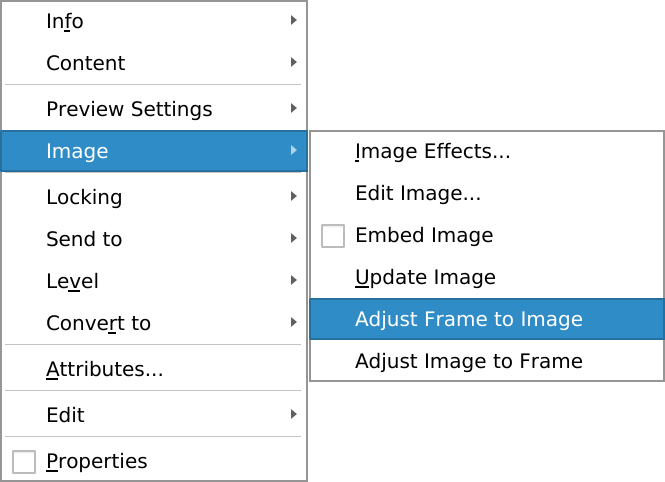 Info
Content
Preview Settings
Image
Locking
Send to
Level
Convert to
Attributes...
Edit
Properties
Image Effects...
Edit Image...
Embed Image
Update Image
Adjust Frame to Image
Adjust Image to Frame